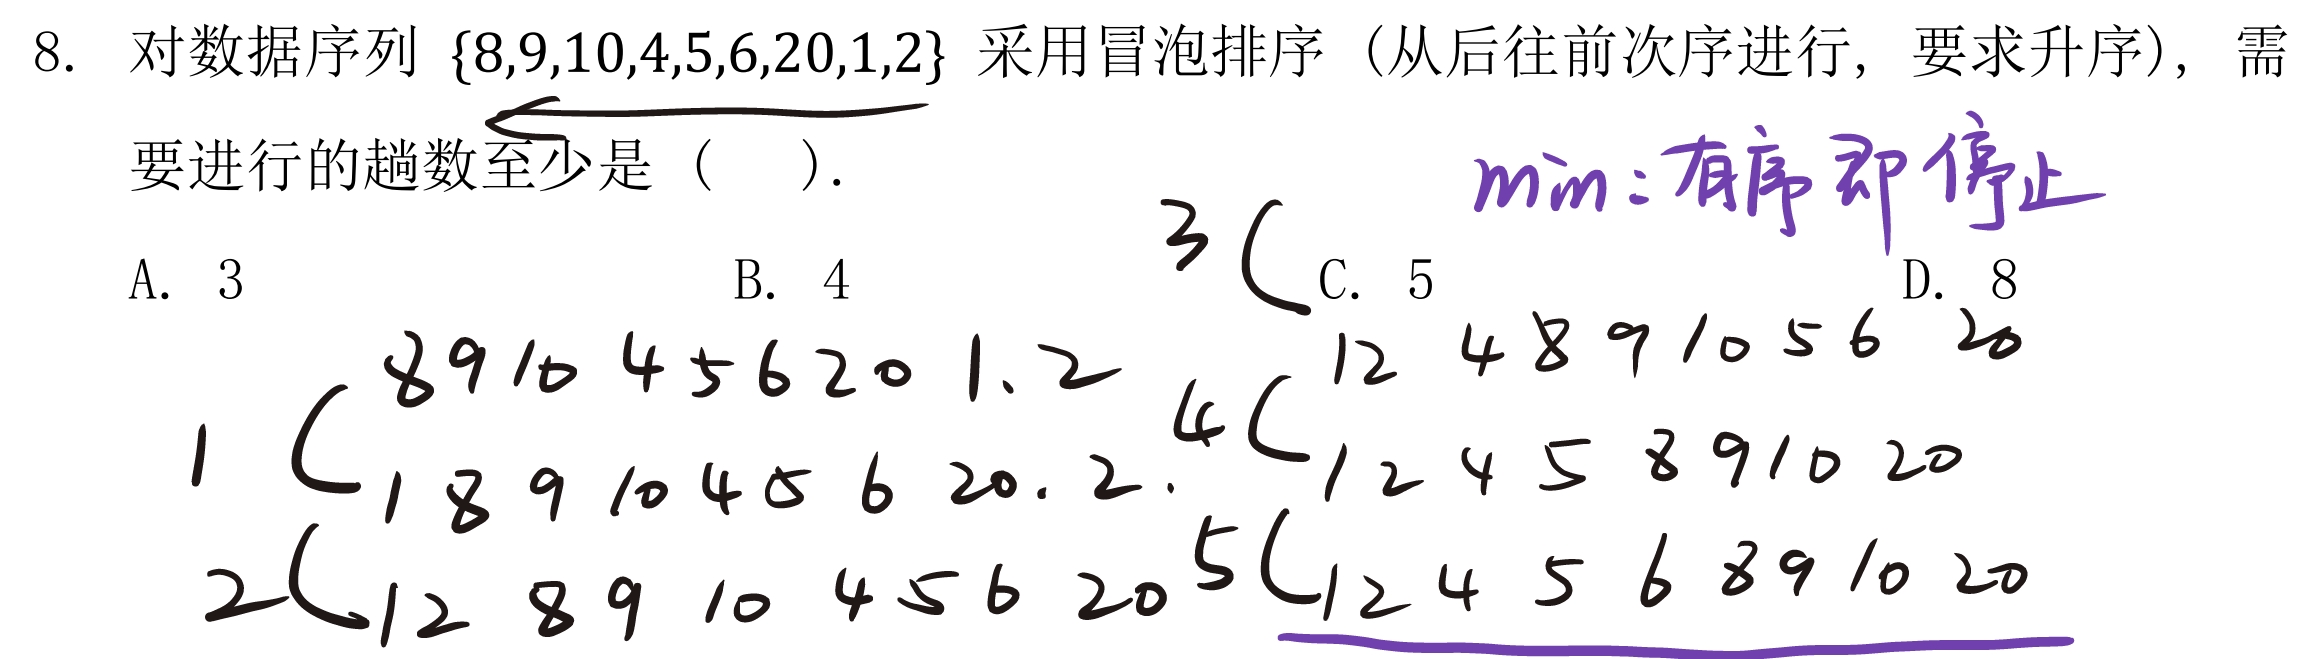 8. 对数据序列 {8,9,10,4,5,6,20,1,2} 采用冒泡排序（从后往前次序进行，要求升序），需
要进行的趟数至少是（ ）.
min：有序即停止
A. 3 B. 4 C. 5 D. 8
8 9 10 4 5 6 20 1. 2
1
1 8 9 10 4 5 6 20. 2.
2
1 2 8 9 10 4 5 6 20
3
1 2 4 8 9 10 5 6 20
4
1 2 4 5 8 9 10 20
5
1 2 4 5 6 8 9 10 20